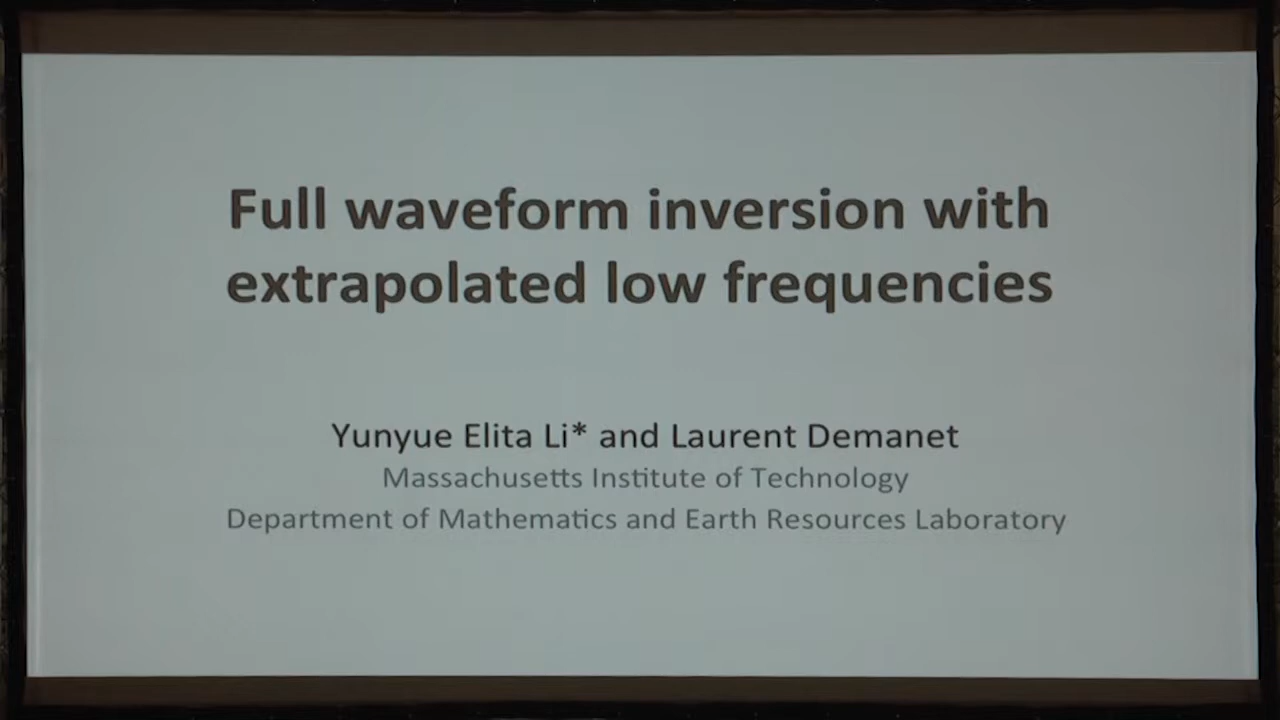 Full waveform inversion with
extrapolated low frequencies
Yunyue Elita Li* and Laurent Demanet
Massachusetts Institute of Technology
Department of Mathematics and Earth Resources Laboratory